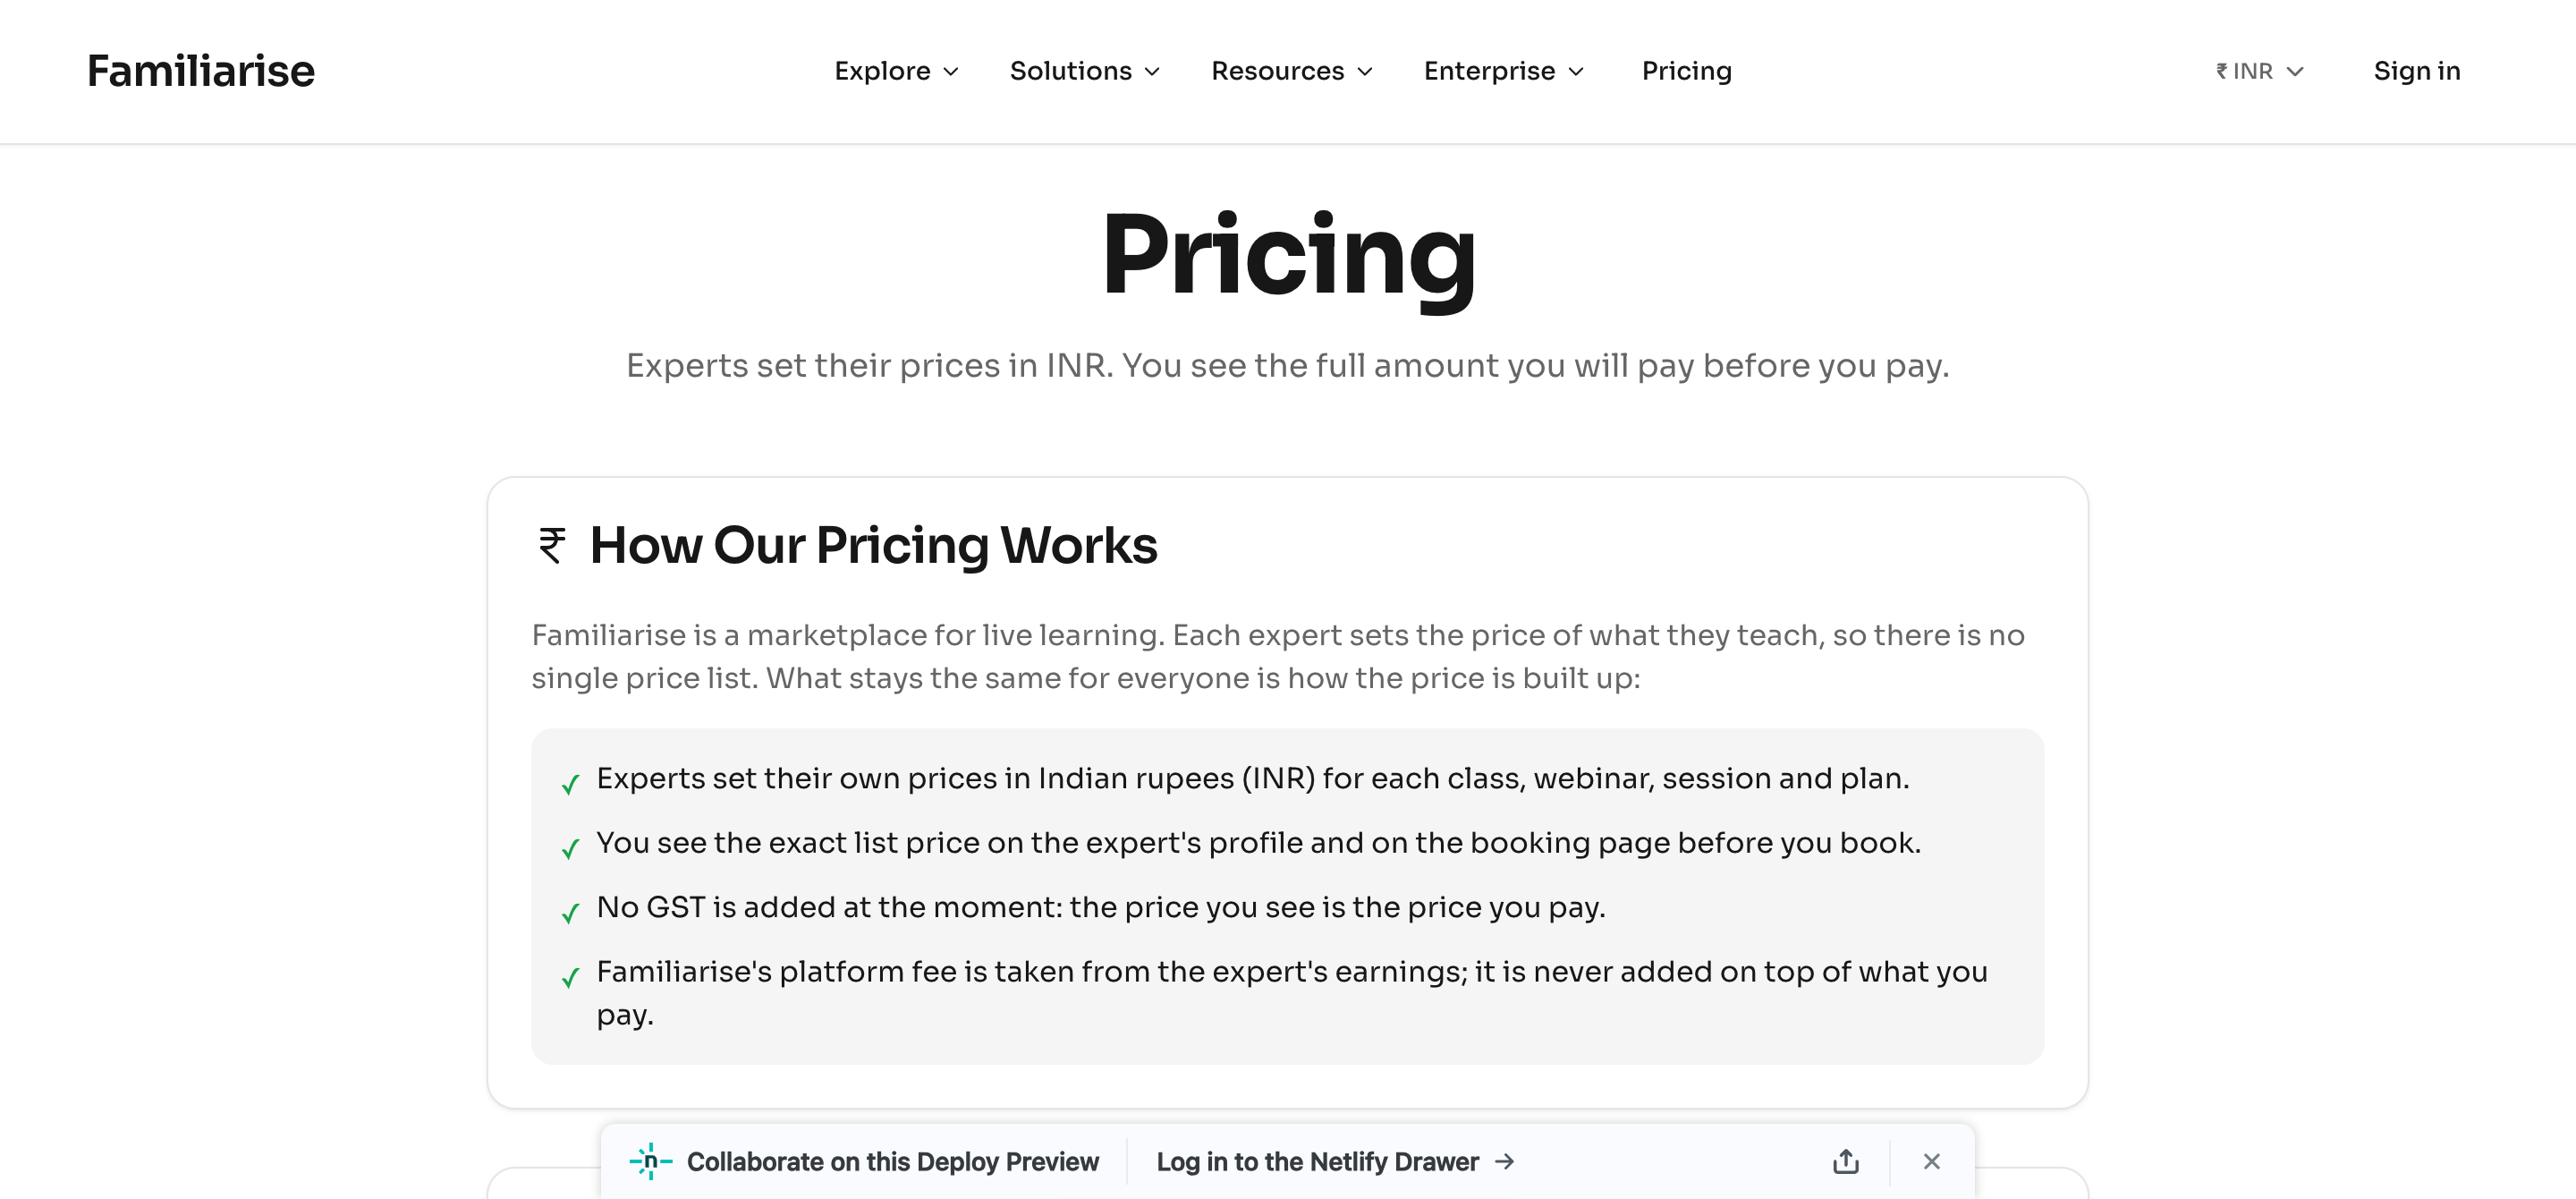 Familiarise
Explore
Solutions
Resources
Enterprise
Pricing
₹ INR
Sign in
Pricing
Experts set their prices in INR. You see the full amount you will pay before you pay.
₹ How Our Pricing Works
Familiarise is a marketplace for live learning. Each expert sets the price of what they teach, so there is no
single price list. What stays the same for everyone is how the price is built up:
✓ Experts set their own prices in Indian rupees (INR) for each class, webinar, session and plan.
✓ You see the exact list price on the expert's profile and on the booking page before you book.
✓ No GST is added at the moment: the price you see is the price you pay.
✓ Familiarise's platform fee is taken from the expert's earnings; it is never added on top of what you
pay.
n
Collaborate on this Deploy Preview
Log in to the Netlify Drawer →